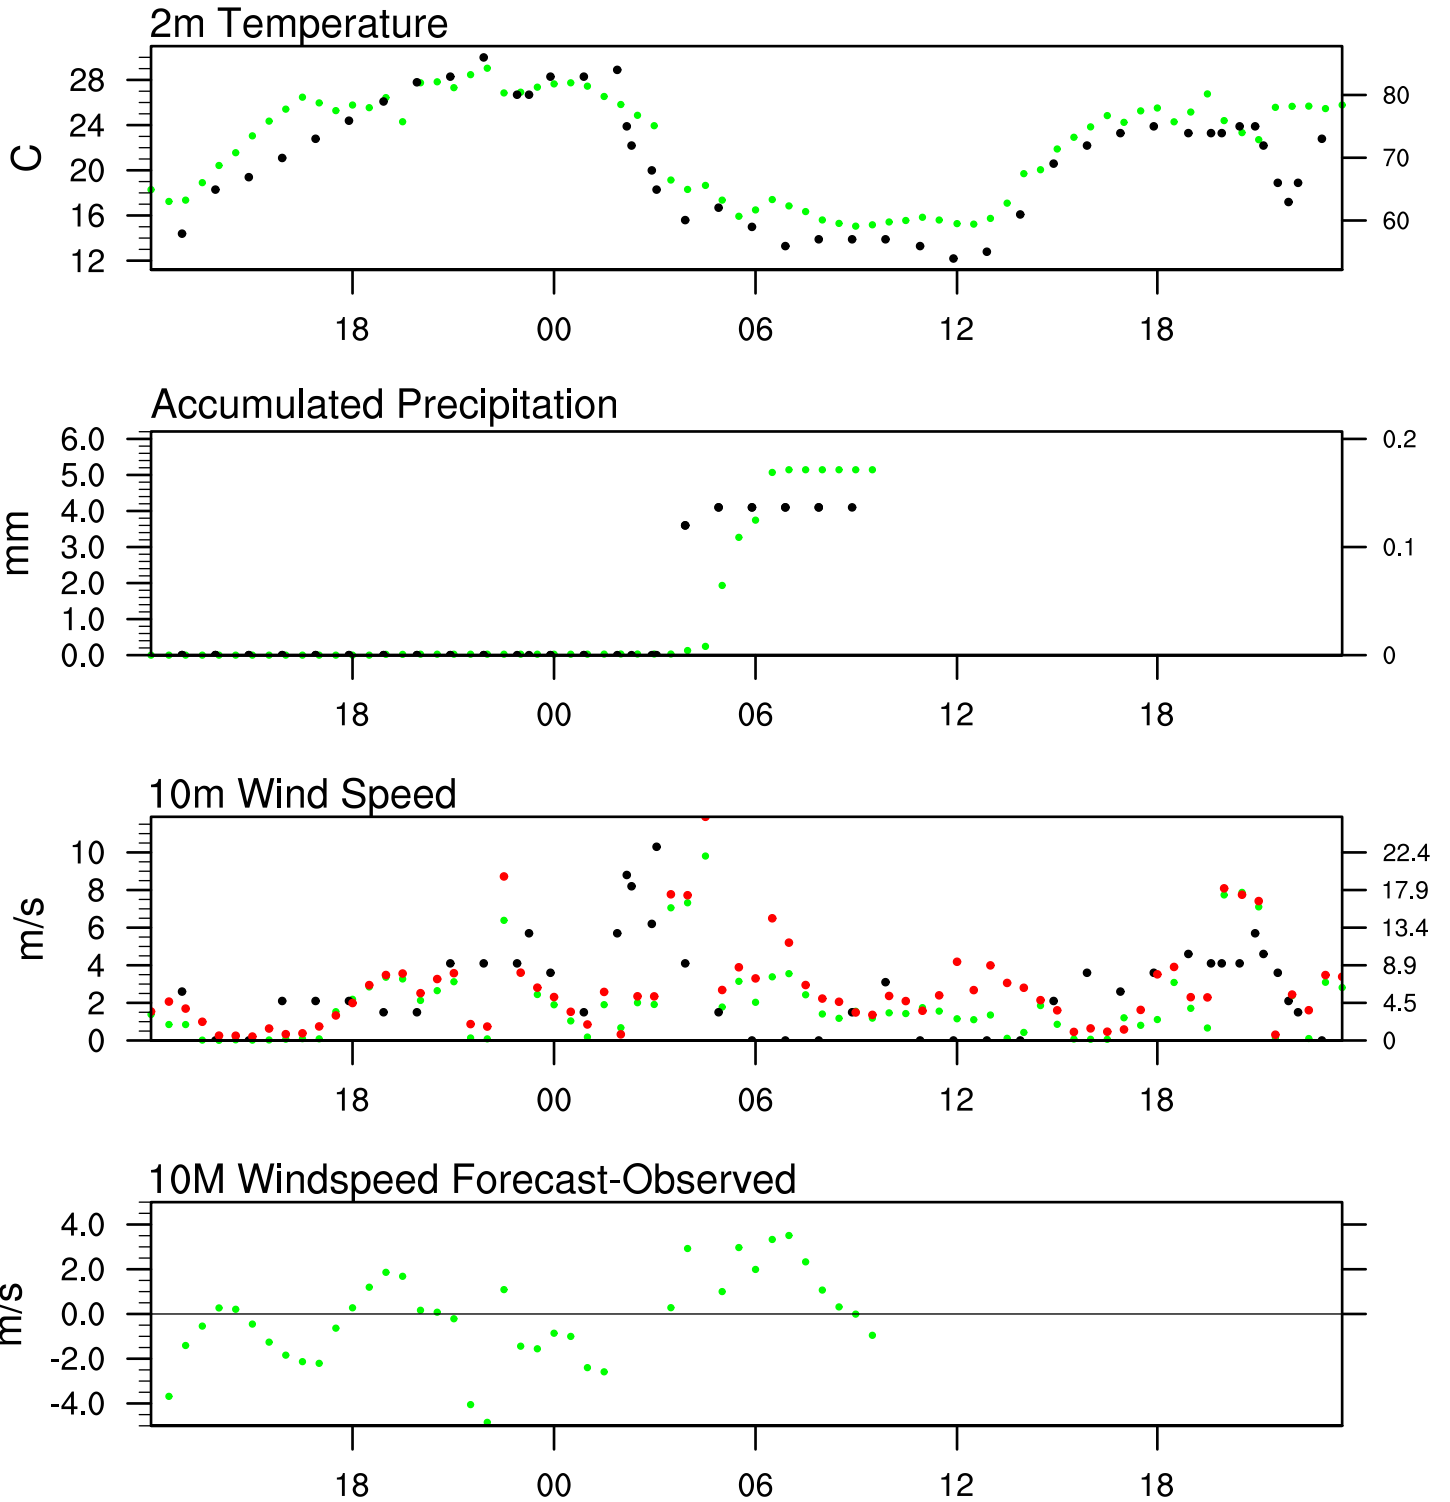 2m Temperature
28
24
20
16
12
C
80
70
60
18 00 06 12 18
Accumulated Precipitation
6.0
5.0
4.0
3.0
2.0
1.0
0.0
mm
0.2
0.1
0
18 00 06 12 18
10m Wind Speed
10
8
6
4
2
0
m/s
22.4
17.9
13.4
8.9
4.5
0
18 00 06 12 18
10M Windspeed Forecast-Observed
4.0
2.0
0.0
-2.0
-4.0
m/s
18 00 06 12 18